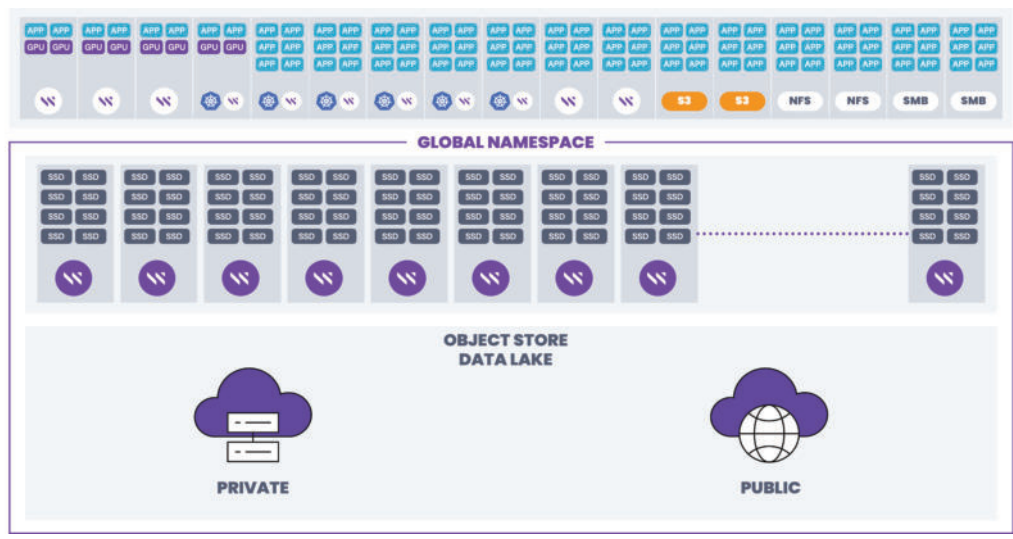 APP APP APP APP APP APP APP APP APP APP APP APP APP APP APP APP APP APP APP APP APP APP APP APP APP APP APP APP APP APP APP APP APP APP
GPU GPU GPU GPU GPU GPU GPU GPU APP APP APP APP APP APP APP APP APP APP APP APP APP APP APP APP APP APP APP APP APP APP APP APP APP APP
APP APP APP APP APP APP APP APP APP APP APP APP APP APP APP APP APP APP APP APP APP APP APP APP APP APP
S3 S3 NFS NFS SMB SMB
GLOBAL NAMESPACE
SSD SSD SSD SSD SSD SSD SSD SSD SSD SSD SSD SSD SSD SSD SSD SSD SSD SSD
SSD SSD SSD SSD SSD SSD SSD SSD SSD SSD SSD SSD SSD SSD SSD SSD SSD SSD
SSD SSD SSD SSD SSD SSD SSD SSD SSD SSD SSD SSD SSD SSD SSD SSD SSD SSD
SSD SSD SSD SSD SSD SSD SSD SSD SSD SSD SSD SSD SSD SSD SSD SSD SSD SSD
OBJECT STORE
DATA LAKE
PRIVATE PUBLIC